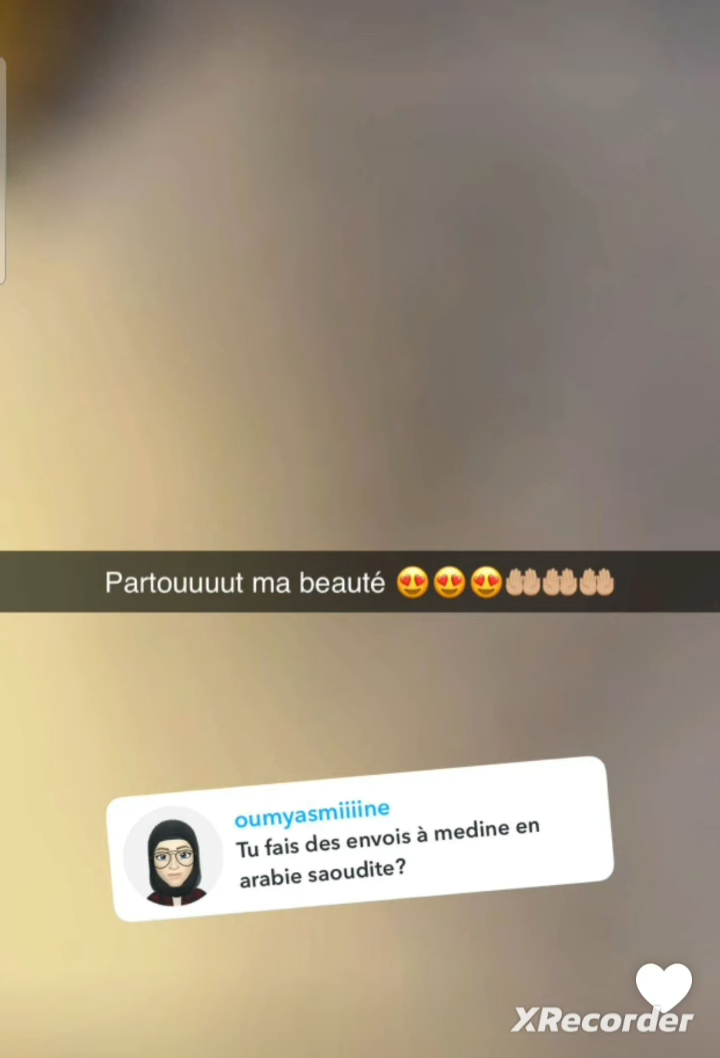 Partouuuut ma beauté 😍😍😍🤲🏼🤲🏼🤲🏼
oumyasmiiiine
Tu fais des envois à medine en
arabie saoudite?
XRecorder